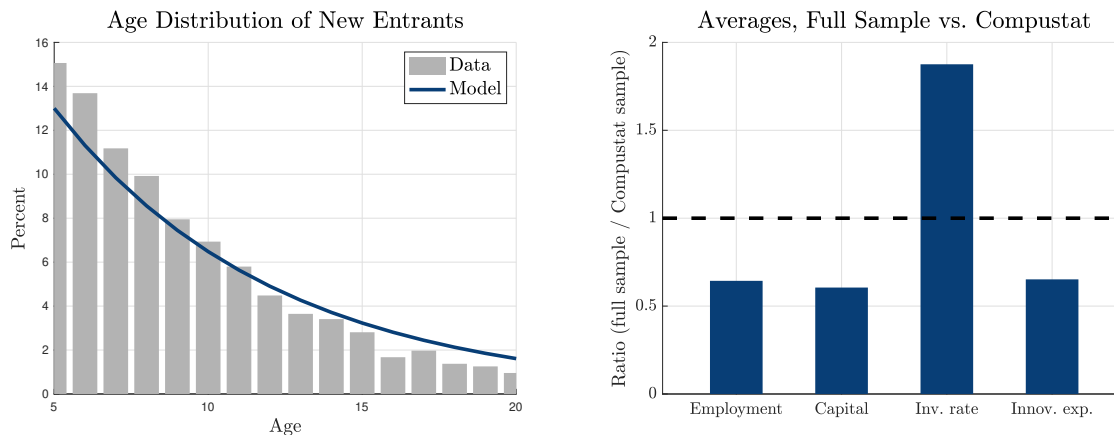 Age Distribution of New Entrants
16
14
12
10
8
6
4
2
0
Percent
Data
Model
5
10
15
20
Age
Averages, Full Sample vs. Compustat
2
1.5
1
0.5
0
Ratio (full sample / Compustat sample)
Employment
Capital
Inv. rate
Innov. exp.